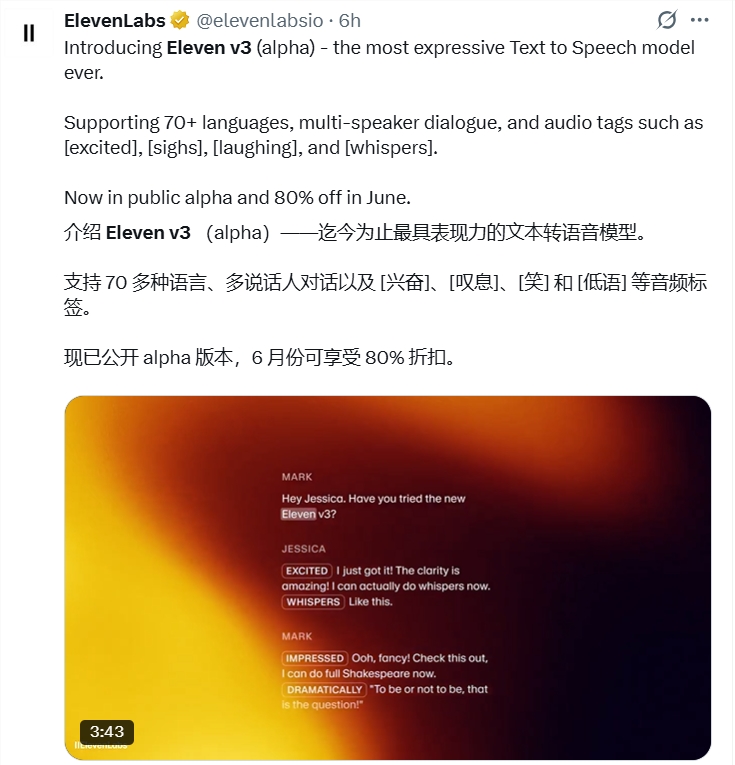 ElevenLabs @elevenlabsio · 6h
Introducing Eleven v3 (alpha) - the most expressive Text to Speech model
ever.
Supporting 70+ languages, multi-speaker dialogue, and audio tags such as
[excited], [sighs], [laughing], and [whispers].
Now in public alpha and 80% off in June.
介绍 Eleven v3 （alpha）——迄今为止最具表现力的文本转语音模型。
支持 70 多种语言、多说话人对话以及 [兴奋]、[叹息]、[笑] 和 [低语] 等音频标
签。
现已公开 alpha 版本，6 月份可享受 80% 折扣。
MARK
Hey Jessica. Have you tried the new
Eleven v3?
JESSICA
EXCITED I just got it! The clarity is
amazing! I can actually do whispers now.
WHISPERS Like this.
MARK
IMPRESSED Ooh, fancy! Check this out,
I can do full Shakespeare now.
DRAMATICALLY "To be or not to be, that
is the question!"
3:43
IIElevenLabs